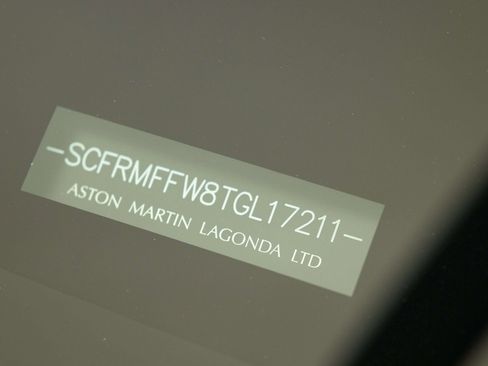 -SCFRMFFW8TGL17211-
ASTON MARTIN LAGONDA LTD